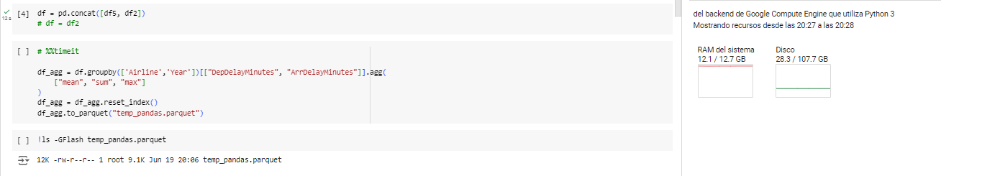 [4] df = pd.concat([df5, df2])
12 s
# df = df2
[ ] # %%timeit
df_agg = df.groupby(['Airline','Year'])[["DepDelayMinutes", "ArrDelayMinutes"]].agg(
["mean", "sum", "max"]
)
df_agg = df_agg.reset_index()
df_agg.to_parquet("temp_pandas.parquet")
[ ] !ls -GFlash temp_pandas.parquet
12K -rw-r--r-- 1 root 9.1K Jun 19 20:06 temp_pandas.parquet
del backend de Google Compute Engine que utiliza Python 3
Mostrando recursos desde las 20:27 a las 20:28
RAM del sistema
12.1 / 12.7 GB
Disco
28.3 / 107.7 GB